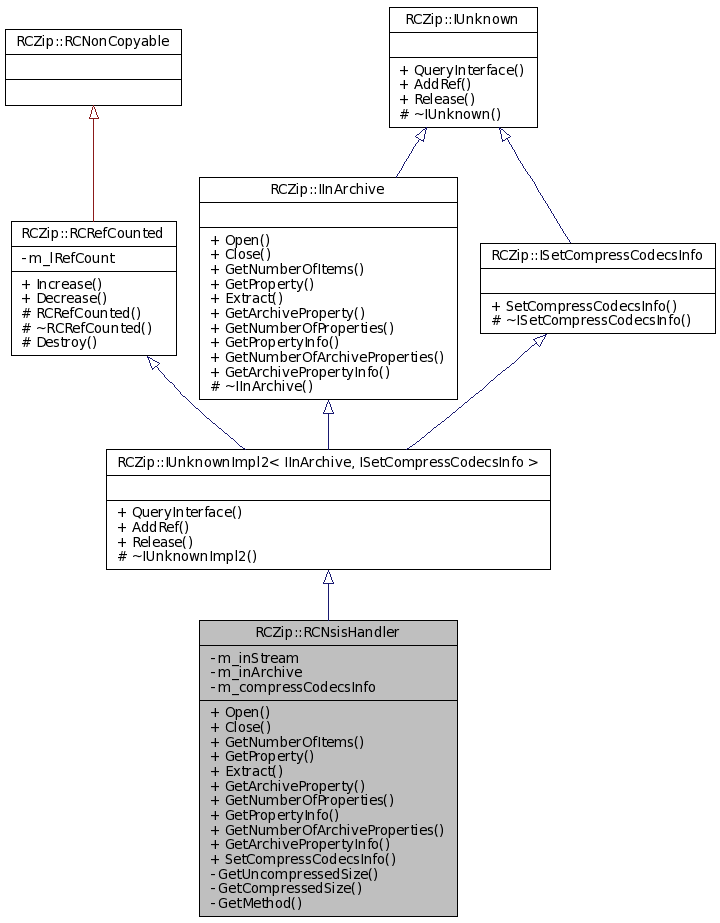 RCZip::IUnknown
+ QueryInterface()
+ AddRef()
+ Release()
# ~IUnknown()
RCZip::RCNonCopyable
RCZip::IInArchive
+ Open()
+ Close()
+ GetNumberOfItems()
+ GetProperty()
+ Extract()
+ GetArchiveProperty()
+ GetNumberOfProperties()
+ GetPropertyInfo()
+ GetNumberOfArchiveProperties()
+ GetArchivePropertyInfo()
# ~IInArchive()
RCZip::RCRefCounted
- m_lRefCount
+ Increase()
+ Decrease()
# RCRefCounted()
# ~RCRefCounted()
# Destroy()
RCZip::ISetCompressCodecsInfo
+ SetCompressCodecsInfo()
# ~ISetCompressCodecsInfo()
RCZip::IUnknownImpl2< IInArchive, ISetCompressCodecsInfo >
+ QueryInterface()
+ AddRef()
+ Release()
# ~IUnknownImpl2()
RCZip::RCNsisHandler
- m_inStream
- m_inArchive
- m_compressCodecsInfo
+ Open()
+ Close()
+ GetNumberOfItems()
+ GetProperty()
+ Extract()
+ GetArchiveProperty()
+ GetNumberOfProperties()
+ GetPropertyInfo()
+ GetNumberOfArchiveProperties()
+ GetArchivePropertyInfo()
+ SetCompressCodecsInfo()
- GetUncompressedSize()
- GetCompressedSize()
- GetMethod()